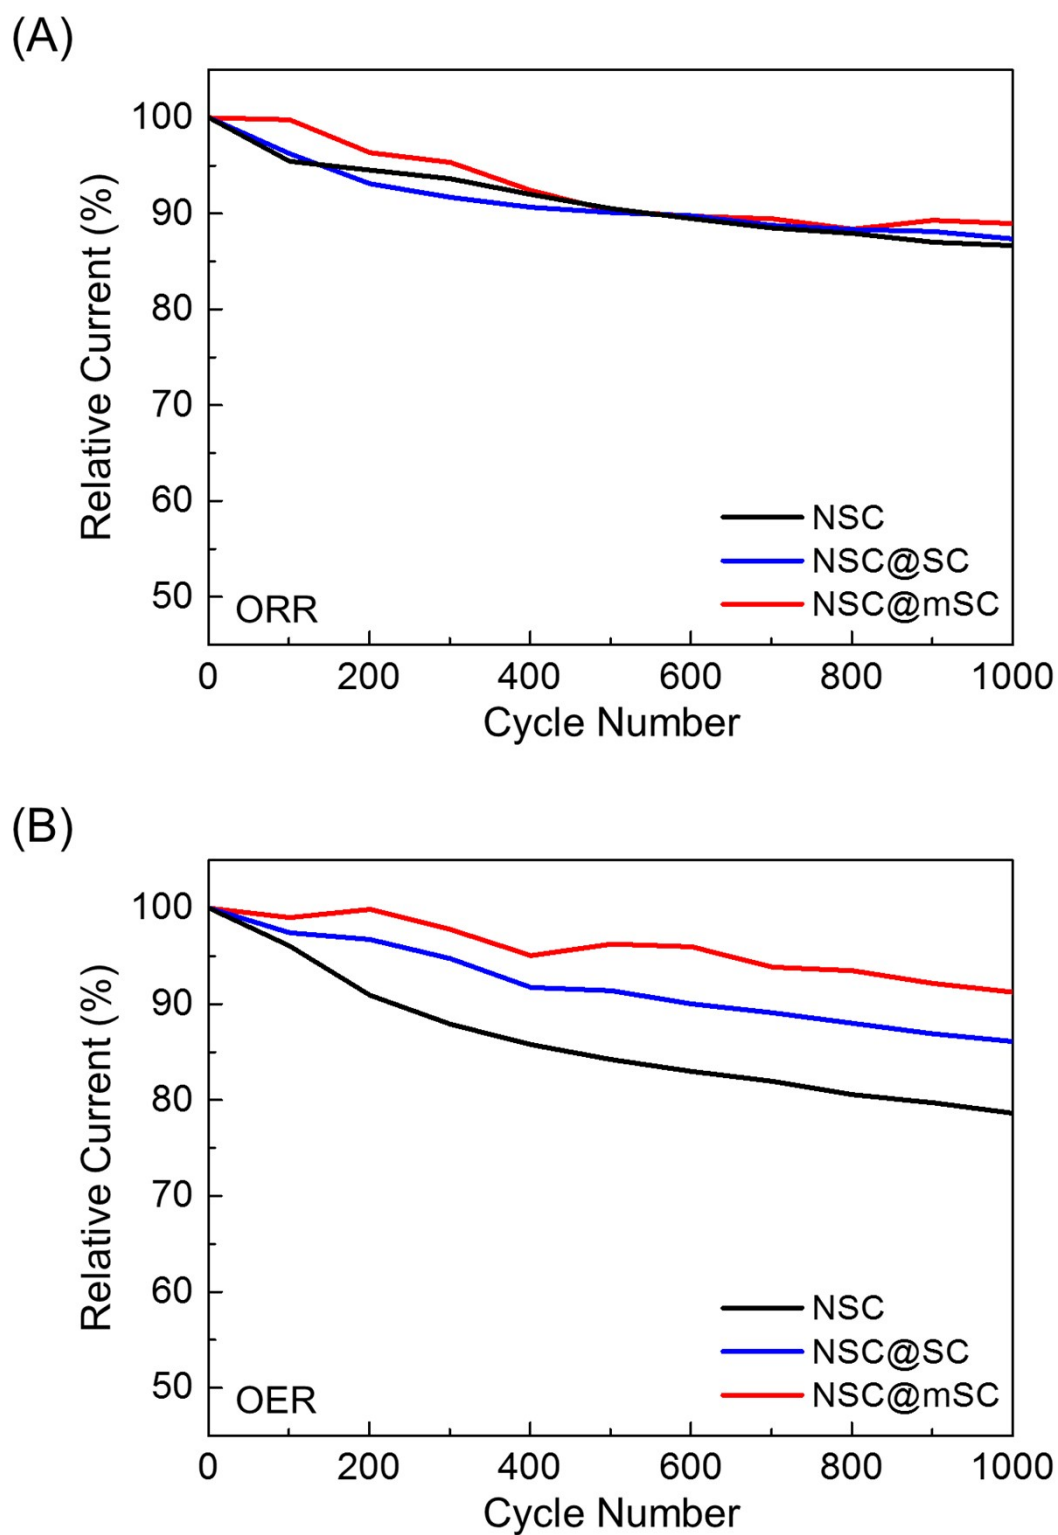 (A)
Relative Current (%)
100
90
80
70
60
50
ORR
NSC
NSC@SC
NSC@mSC
0 200 400 600 800 1000
Cycle Number
(B)
Relative Current (%)
100
90
80
70
60
50
OER
NSC
NSC@SC
NSC@mSC
0 200 400 600 800 1000
Cycle Number